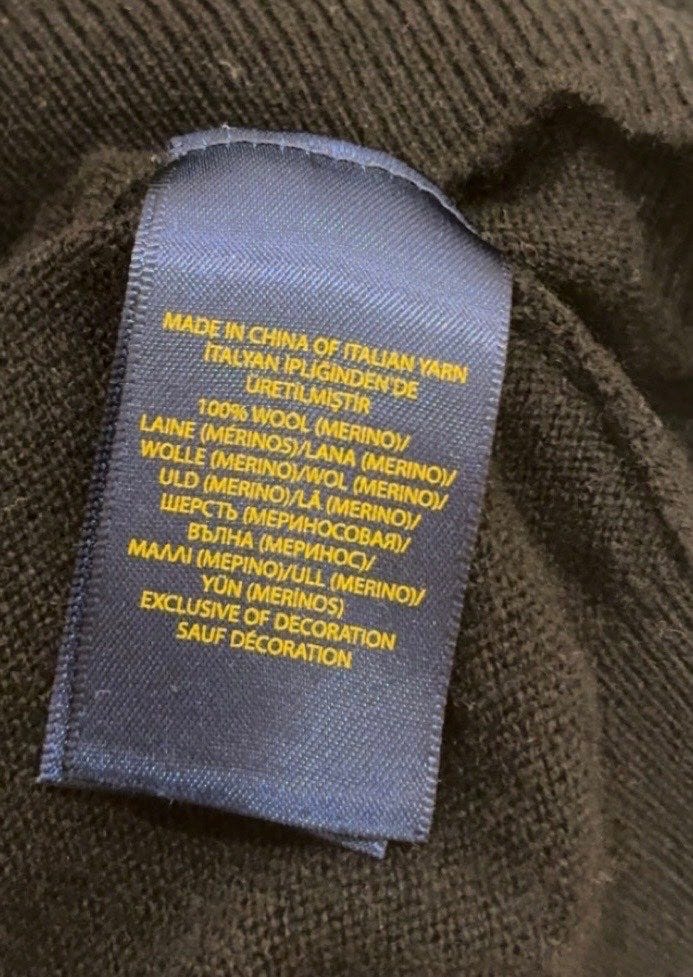 MADE IN CHINA OF ITALIAN YARN
İTALYAN İPLİĞİNDEN'DE
ÜRETİLMİŞTİR
100% WOOL (MERINO)/
LAINE (MÉRINOS)/LANA (MERINO)/
WOLLE (MERINO)/WOL (MERINO)/
ULD (MERINO)/LÃ (MERINO)/
ШЕРСТЬ (МЕРИНОСОВАЯ)/
ВЪЛНА (МЕРИНОС)/
ΜΑΛΛΙ (ΜΕΡΙΝΟ)/ULL (MERINO)/
YÜN (MERİNOS)
EXCLUSIVE OF DECORATION
SAUF DÉCORATION